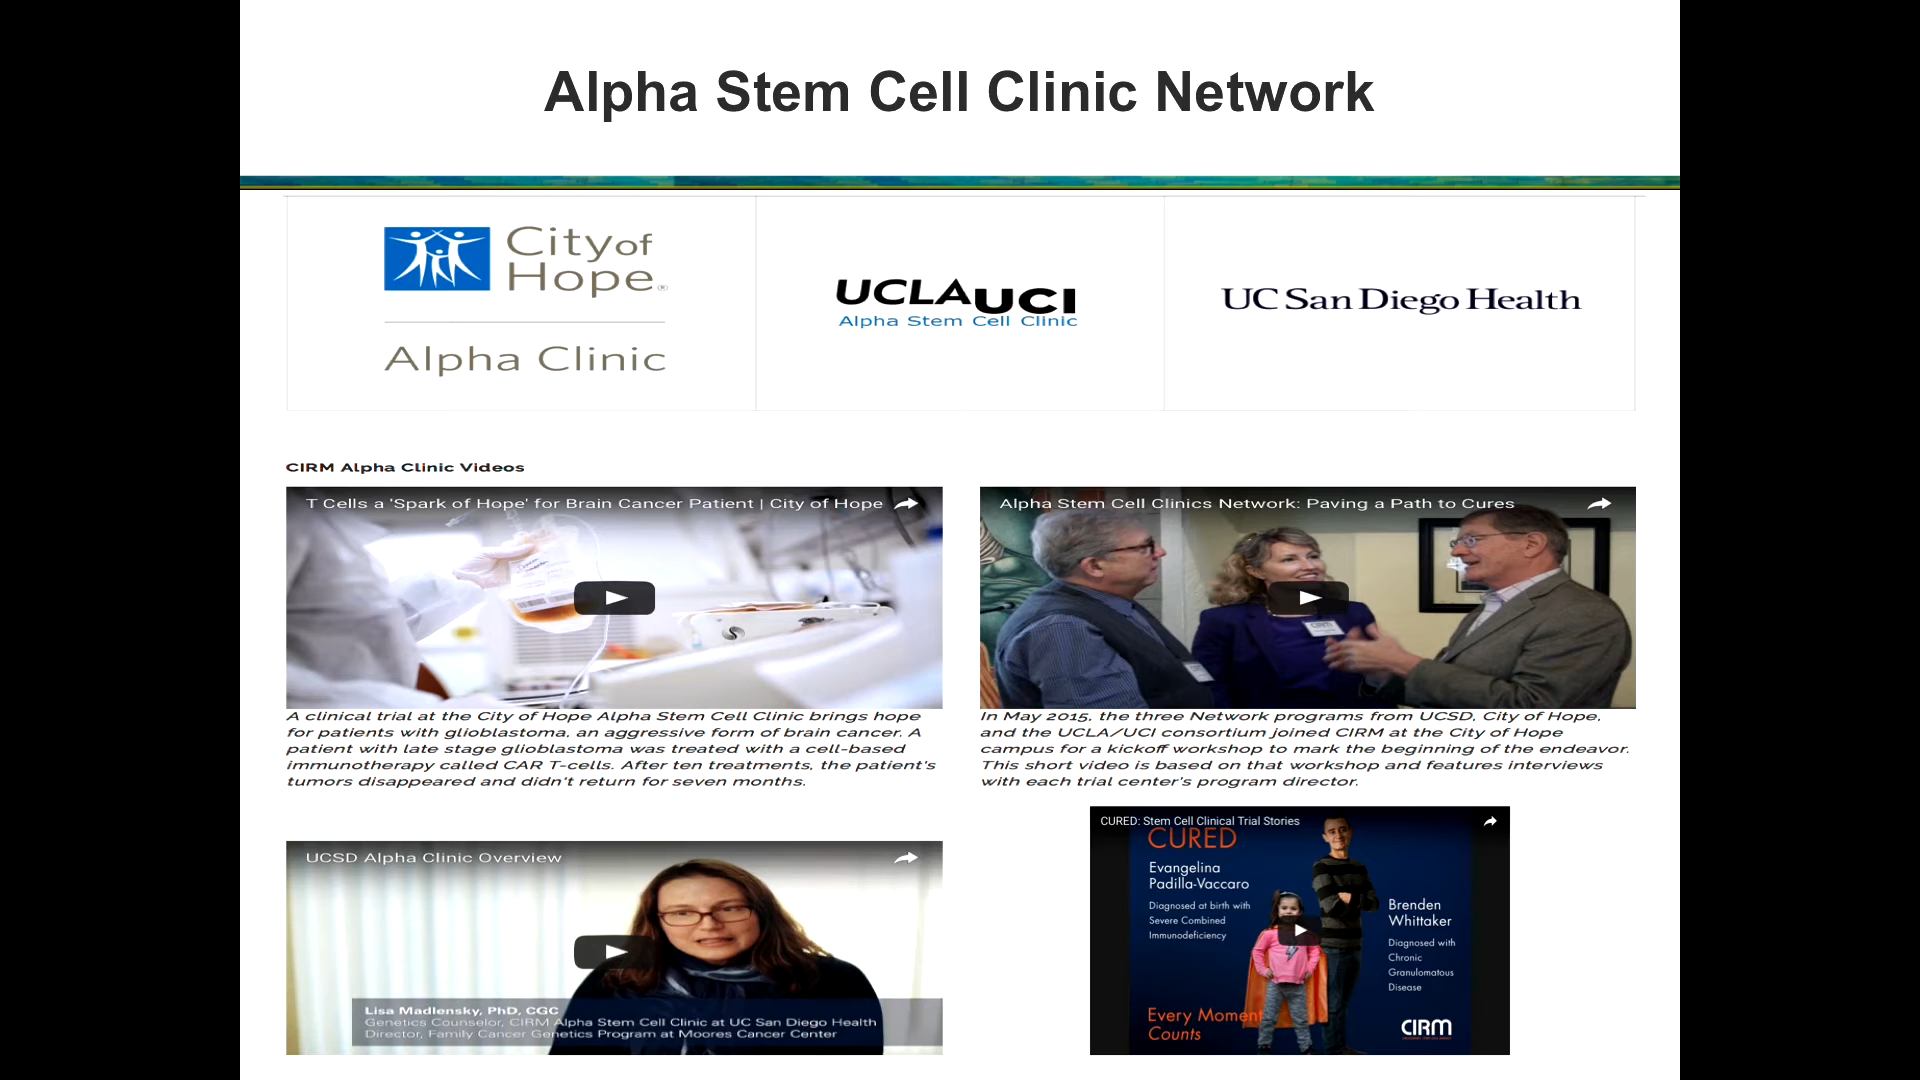 Alpha Stem Cell Clinic Network
City of
Hope®
Alpha Clinic
UCLA UCI
Alpha Stem Cell Clinic
UC San Diego Health
CIRM Alpha Clinic Videos
T Cells a 'Spark of Hope' for Brain Cancer Patient | City of Hope
A clinical trial at the City of Hope Alpha Stem Cell Clinic brings hope
for patients with glioblastoma, an aggressive form of brain cancer. A
patient with late stage glioblastoma was treated with a cell-based
immunotherapy called CAR T-cells. After ten treatments, the patient's
tumors disappeared and didn't return for seven months.
Alpha Stem Cell Clinics Network: Paving a Path to Cures
CIRM
In May 2015, the three Network programs from UCSD, City of Hope,
and the UCLA/UCI consortium joined CIRM at the City of Hope
campus for a kickoff workshop to mark the beginning of the endeavor.
This short video is based on that workshop and features interviews
with each trial center's program director.
UCSD Alpha Clinic Overview
Lisa Madlensky, PhD, CGC
Genetics Counselor, CIRM Alpha Stem Cell Clinic at UC San Diego Health
Director, Family Cancer Genetics Program at Moores Cancer Center
CURED: Stem Cell Clinical Trial Stories
CURED
Evangelina
Padilla-Vaccaro
Diagnosed at birth with
Severe Combined
Immunodeficiency
Brenden
Whittaker
Diagnosed with
Chronic
Granulomatous
Disease
Every Moment
Counts
CIRM